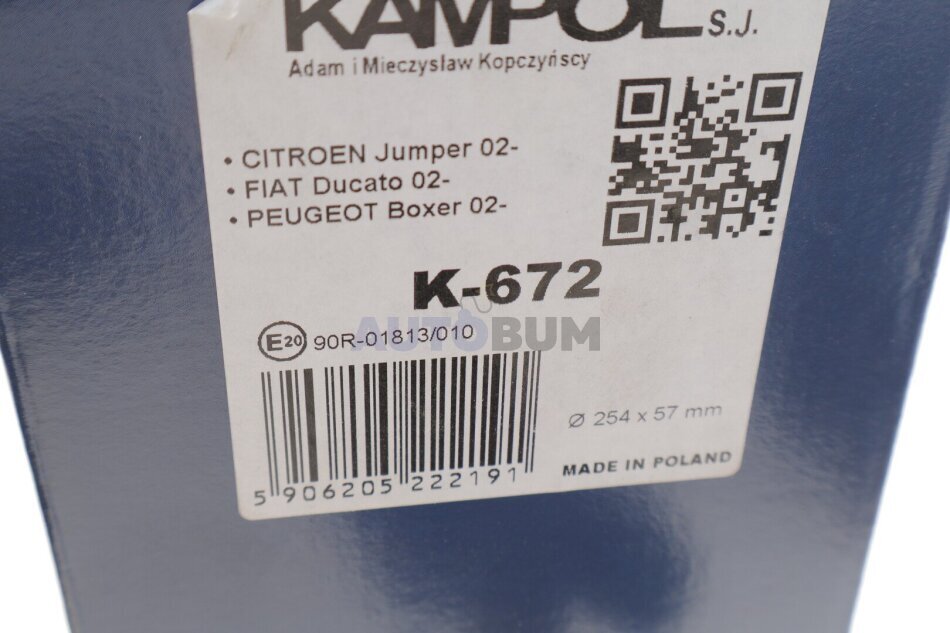 KAMPOL S.J.
Adam i Mieczysław Kopczyńscy
• CITROEN Jumper 02-
• FIAT Ducato 02-
• PEUGEOT Boxer 02-
K-672
E20 90R-01813/010
AUTOBUM
Ø 254 x 57 mm
5 906205 222191
MADE IN POLAND